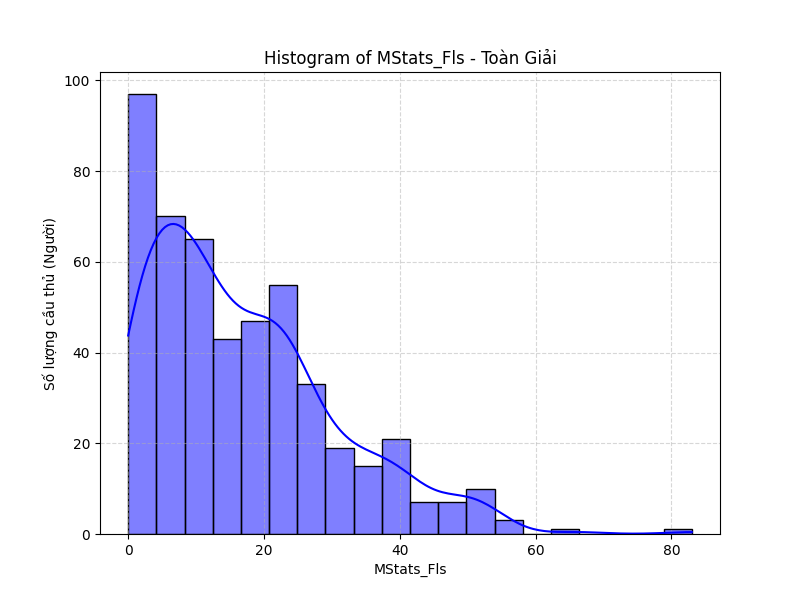 Histogram of MStats_Fls - Toàn Giải
100
80
60
40
20
0
Số lượng cầu thủ (Người)
0 20 40 60 80
MStats_Fls